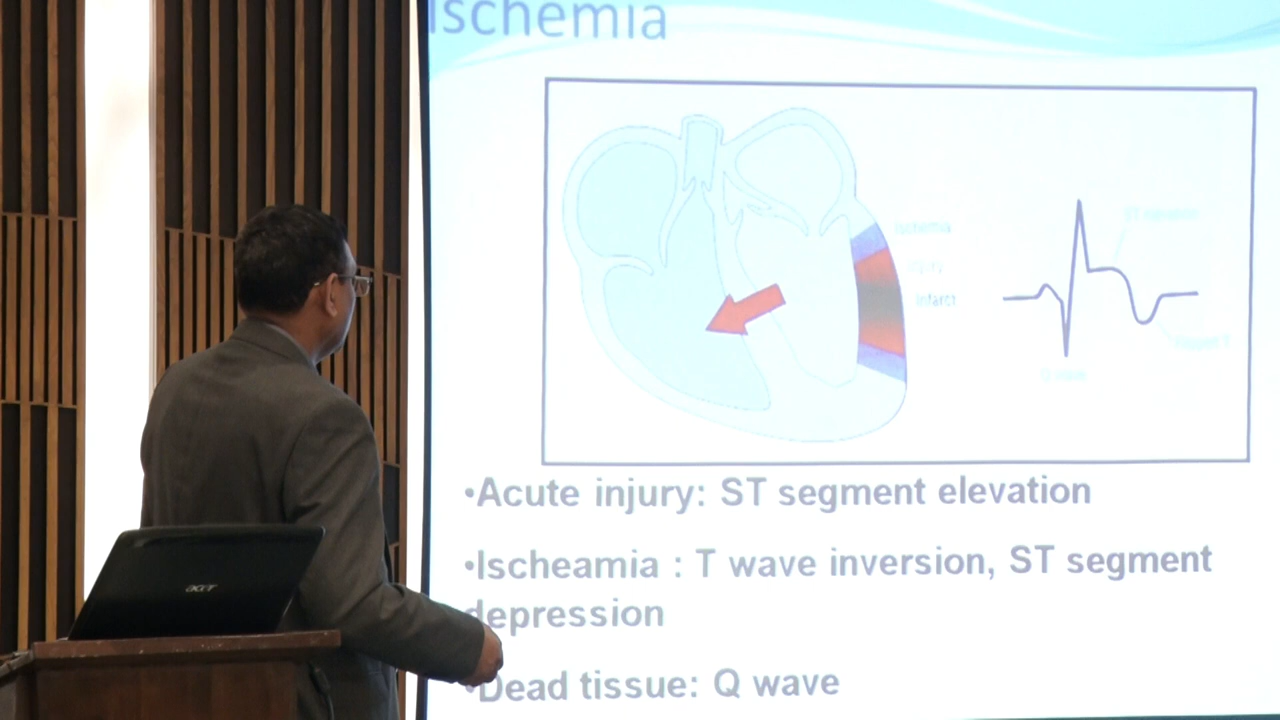 Ischemia
Ischemia
Injury
Infarct
ST elevation
Q wave
•Acute injury: ST segment elevation
•Ischeamia : T wave inversion, ST segment
depression
•Dead tissue: Q wave
acer